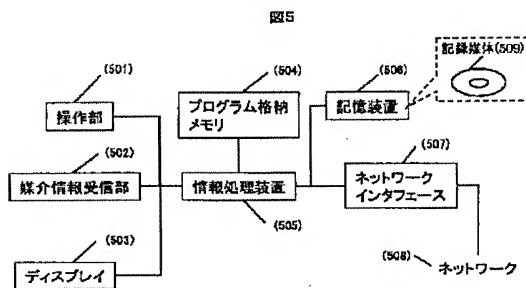 図5
(501)
操作部
(502)
媒介情報受信部
(503)
ディスプレイ
(504)
プログラム格納
メモリ
情報処理装置
(505)
(506)
記憶装置
記録媒体(509)
(507)
ネットワーク
インタフェース
(508)
ネットワーク